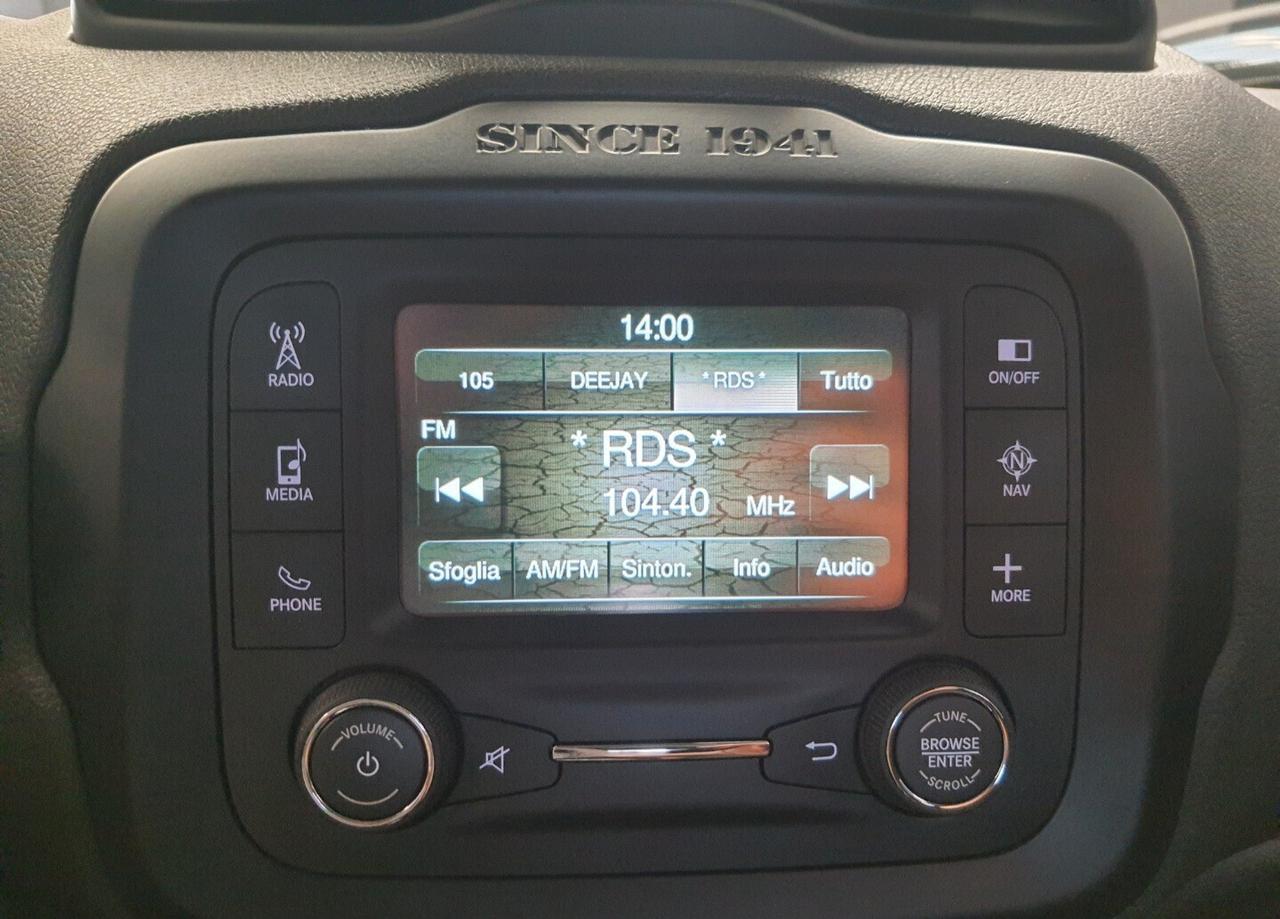 SINCE 1941
14:00
105 DEEJAY * RDS * Tutto
FM
* RDS *
104.40 MHz
Sfoglia AM/FM Sinton. Info Audio
RADIO
MEDIA
PHONE
ON/OFF
N
NAV
MORE
VOLUME
TUNE
BROWSE
ENTER
SCROLL